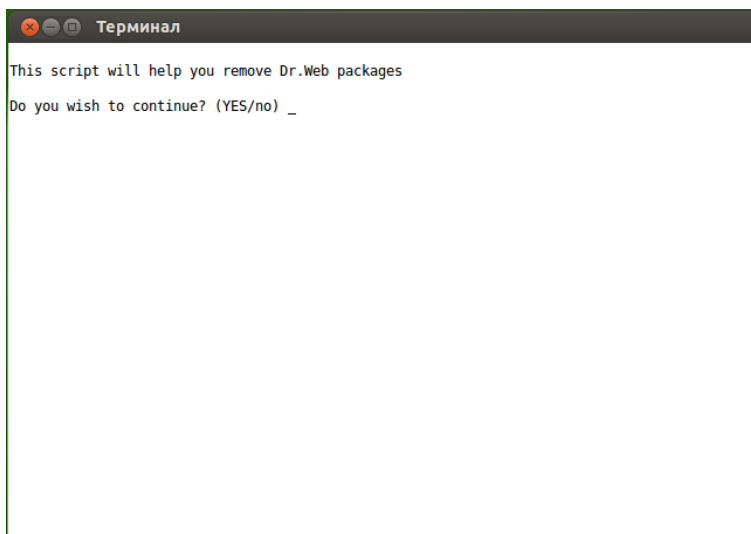 Терминал
This script will help you remove Dr.Web packages
Do you wish to continue? (YES/no) _